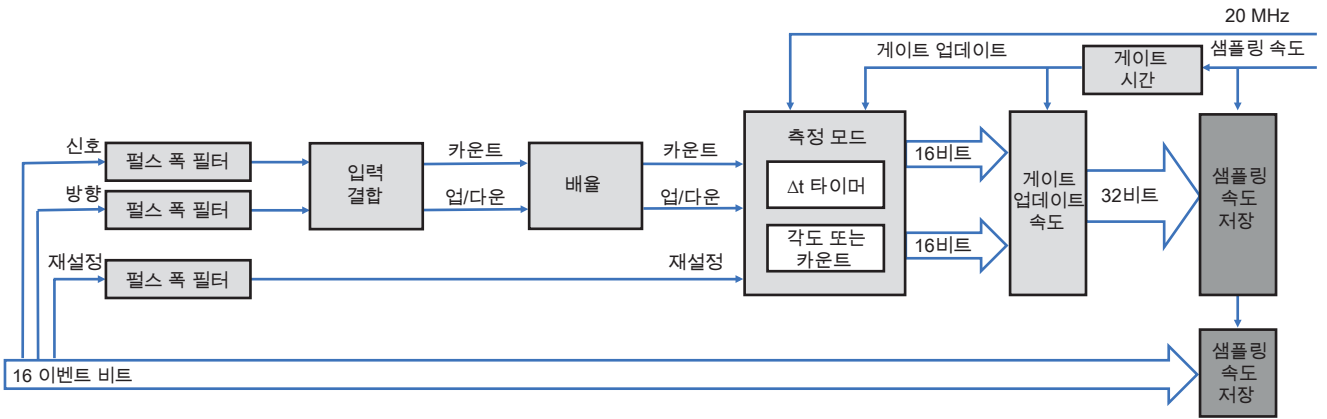 20 MHz
게이트 업데이트
게이트
시간
샘플링 속도
신호
펄스 폭 필터
방향
펄스 폭 필터
재설정
펄스 폭 필터
입력
결합
카운트
업/다운
배율
카운트
업/다운
재설정
측정 모드
Δt 타이머
각도 또는
카운트
16비트
16비트
게이트
업데이트
속도
32비트
샘플링
속도
저장
16 이벤트 비트
샘플링
속도
저장